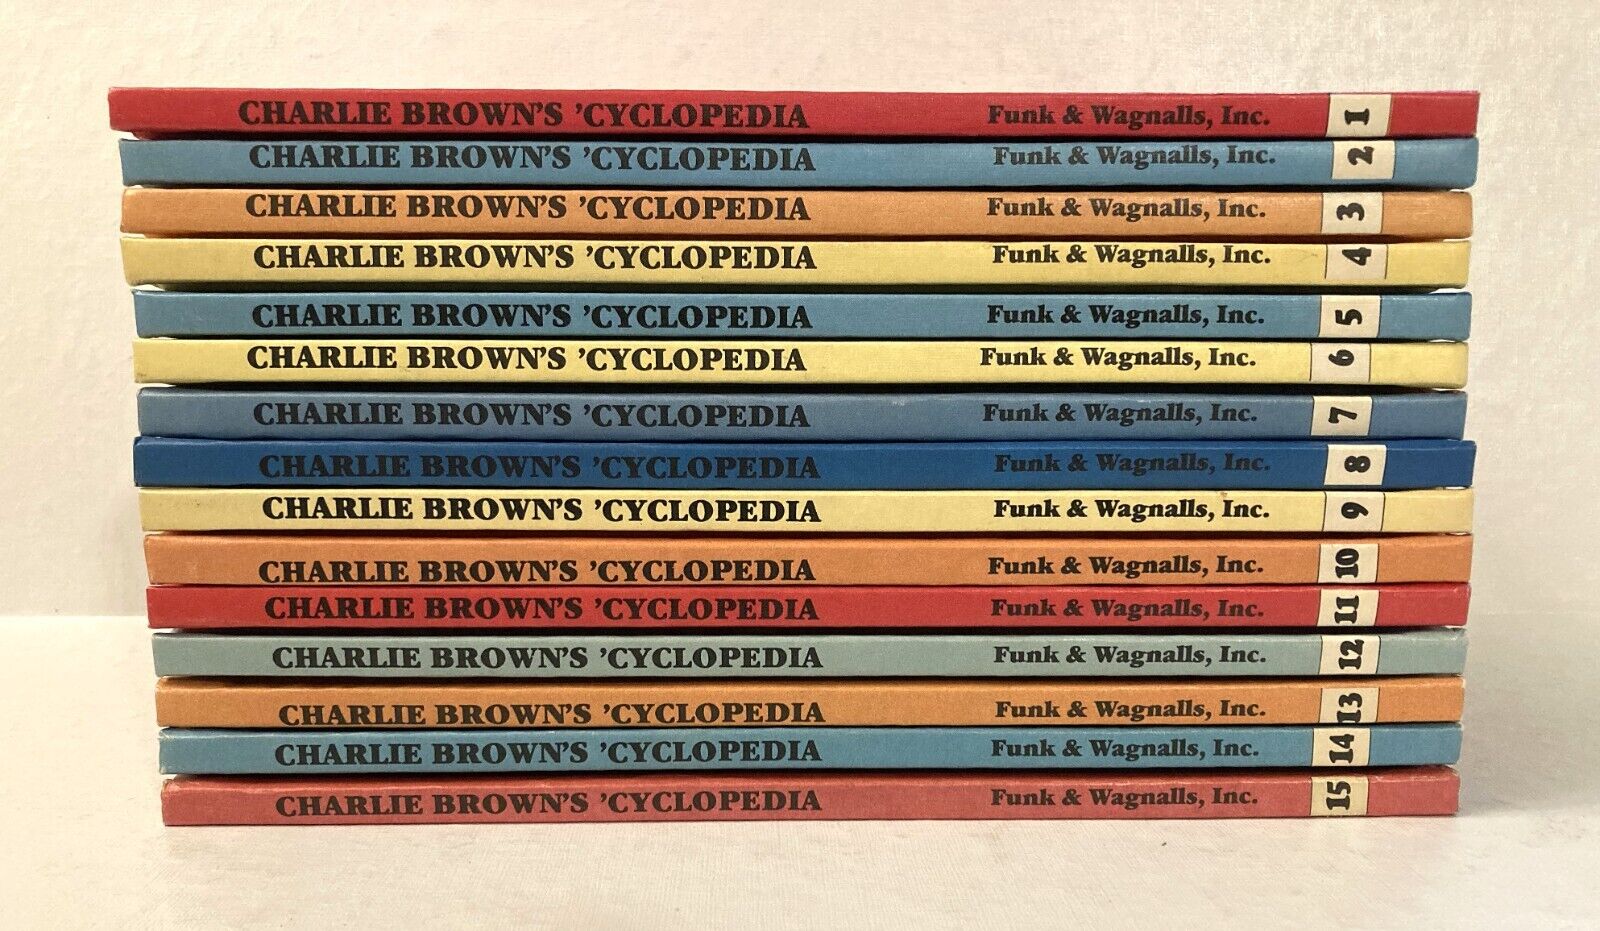 CHARLIE BROWN'S 'CYCLOPEDIA Funk & Wagnalls, Inc. 1
CHARLIE BROWN'S 'CYCLOPEDIA Funk & Wagnalls, Inc. 2
CHARLIE BROWN'S 'CYCLOPEDIA Funk & Wagnalls, Inc. 3
CHARLIE BROWN'S 'CYCLOPEDIA Funk & Wagnalls, Inc. 4
CHARLIE BROWN'S 'CYCLOPEDIA Funk & Wagnalls, Inc. 5
CHARLIE BROWN'S 'CYCLOPEDIA Funk & Wagnalls, Inc. 6
CHARLIE BROWN'S 'CYCLOPEDIA Funk & Wagnalls, Inc. 7
CHARLIE BROWN'S 'CYCLOPEDIA Funk & Wagnalls, Inc. 8
CHARLIE BROWN'S 'CYCLOPEDIA Funk & Wagnalls, Inc. 9
CHARLIE BROWN'S 'CYCLOPEDIA Funk & Wagnalls, Inc. 10
CHARLIE BROWN'S 'CYCLOPEDIA Funk & Wagnalls, Inc. 11
CHARLIE BROWN'S 'CYCLOPEDIA Funk & Wagnalls, Inc. 12
CHARLIE BROWN'S 'CYCLOPEDIA Funk & Wagnalls, Inc. 13
CHARLIE BROWN'S 'CYCLOPEDIA Funk & Wagnalls, Inc. 14
CHARLIE BROWN'S 'CYCLOPEDIA Funk & Wagnalls, Inc. 15